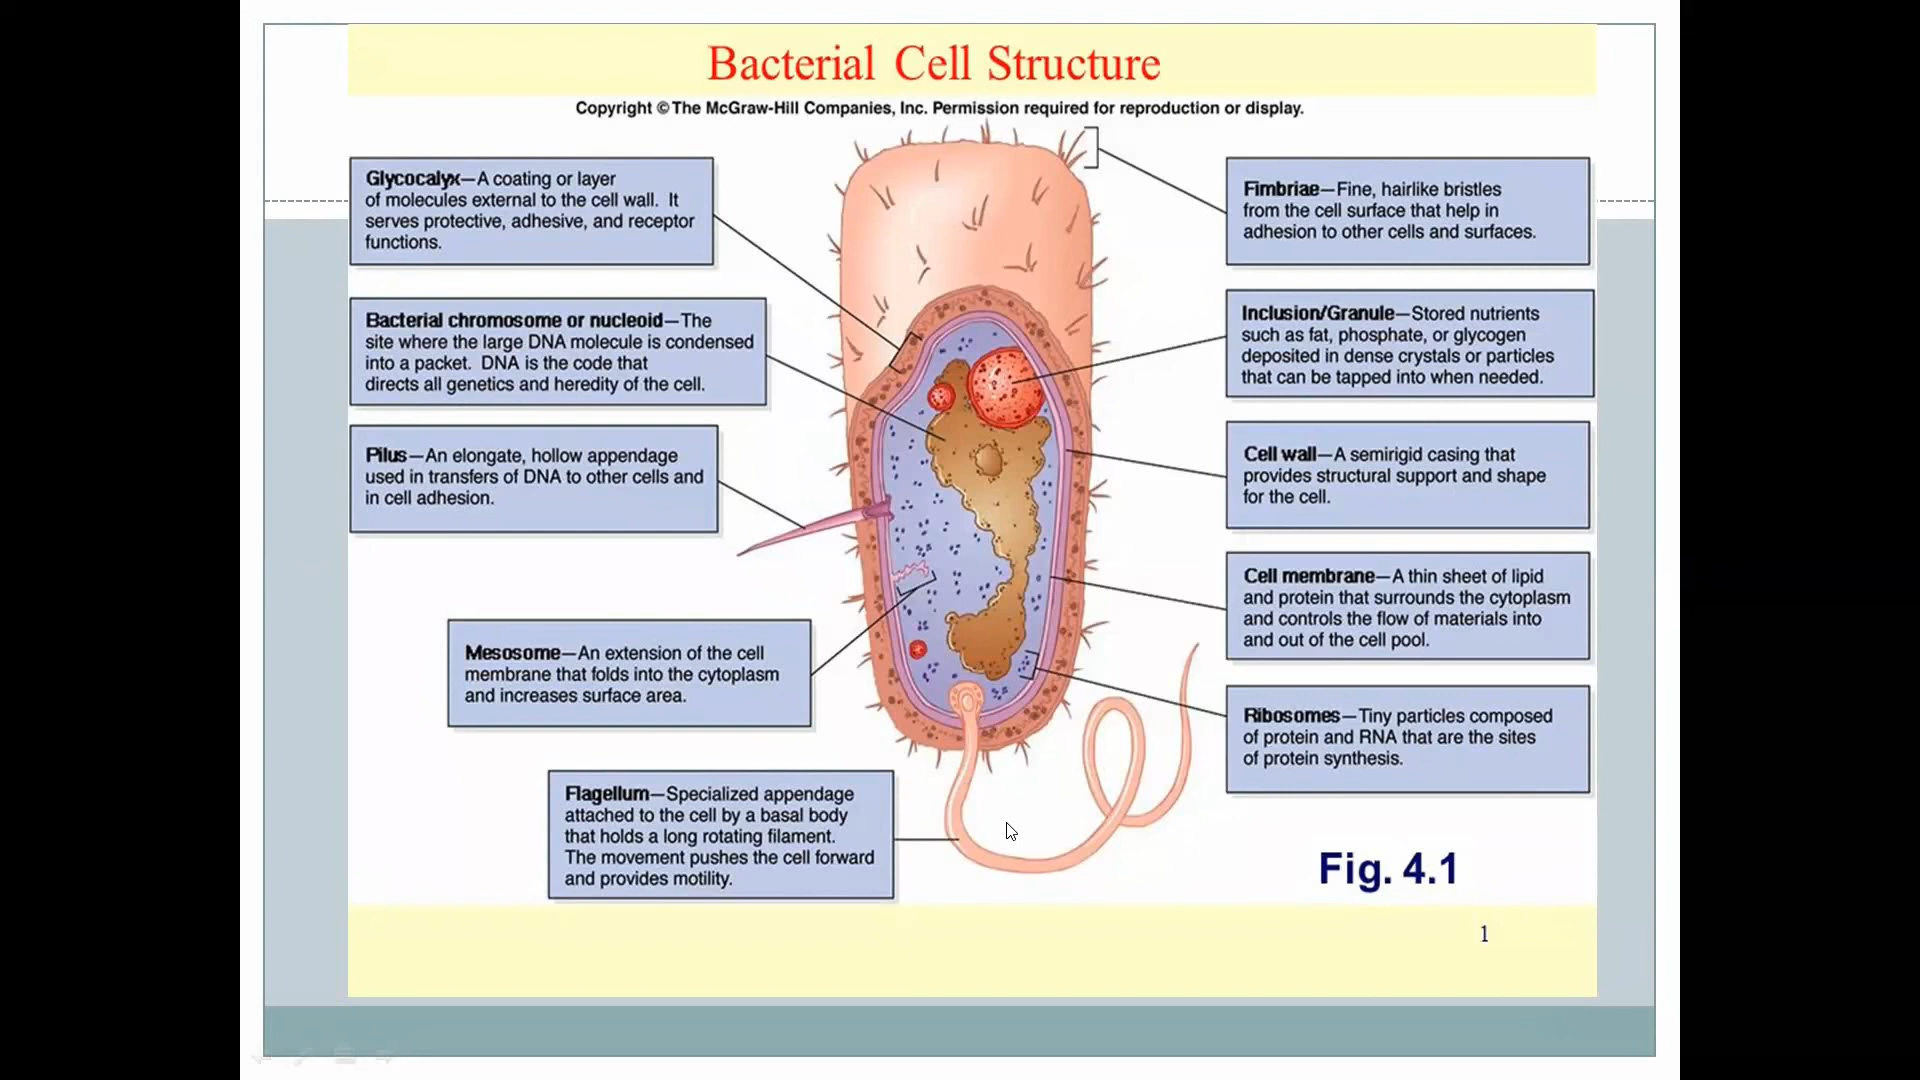 Bacterial Cell Structure
Copyright © The McGraw-Hill Companies, Inc. Permission required for reproduction or display.
Glycocalyx—A coating or layer
of molecules external to the cell wall. It
serves protective, adhesive, and receptor
functions.
Bacterial chromosome or nucleoid—The
site where the large DNA molecule is condensed
into a packet. DNA is the code that
directs all genetics and heredity of the cell.
Pilus—An elongate, hollow appendage
used in transfers of DNA to other cells and
in cell adhesion.
Mesosome—An extension of the cell
membrane that folds into the cytoplasm
and increases surface area.
Flagellum—Specialized appendage
attached to the cell by a basal body
that holds a long rotating filament.
The movement pushes the cell forward
and provides motility.
Fimbriae—Fine, hairlike bristles
from the cell surface that help in
adhesion to other cells and surfaces.
Inclusion/Granule—Stored nutrients
such as fat, phosphate, or glycogen
deposited in dense crystals or particles
that can be tapped into when needed.
Cell wall—A semirigid casing that
provides structural support and shape
for the cell.
Cell membrane—A thin sheet of lipid
and protein that surrounds the cytoplasm
and controls the flow of materials into
and out of the cell pool.
Ribosomes—Tiny particles composed
of protein and RNA that are the sites
of protein synthesis.
Fig. 4.1
1